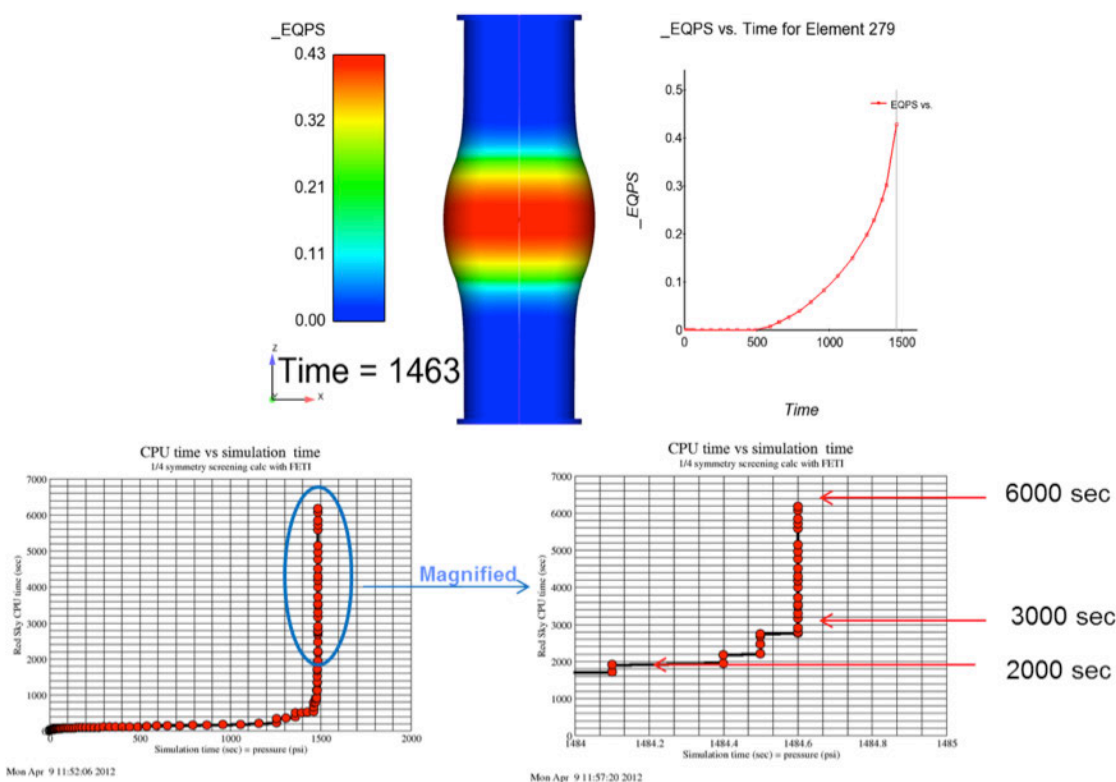 _EQPS
0.43
0.32
0.21
0.11
0.00
Z
Y
X
Time = 1463
_EQPS vs. Time for Element 279
0.5
0.4
0.3
0.2
0.1
0
EQPS vs.
_EQPS
0
500
1000
1500
Time
CPU time vs simulation time
1/4 symmetry screening calc with FETI
7000
6000
5000
4000
3000
2000
1000
0
Red Sky CPU time (sec)
0
500
1000
1500
2000
Simulation time (sec) = pressure (psi)
Mon Apr 9 11:52:06 2012
Magnified
CPU time vs simulation time
1/4 symmetry screening calc with FETI
7000
6000
5000
4000
3000
2000
1000
0
Red Sky CPU time (sec)
1484
1484.2
1484.4
1484.6
1484.8
1485
Simulation time (sec) = pressure (psi)
Mon Apr 9 11:57:20 2012
6000 sec
3000 sec
2000 sec